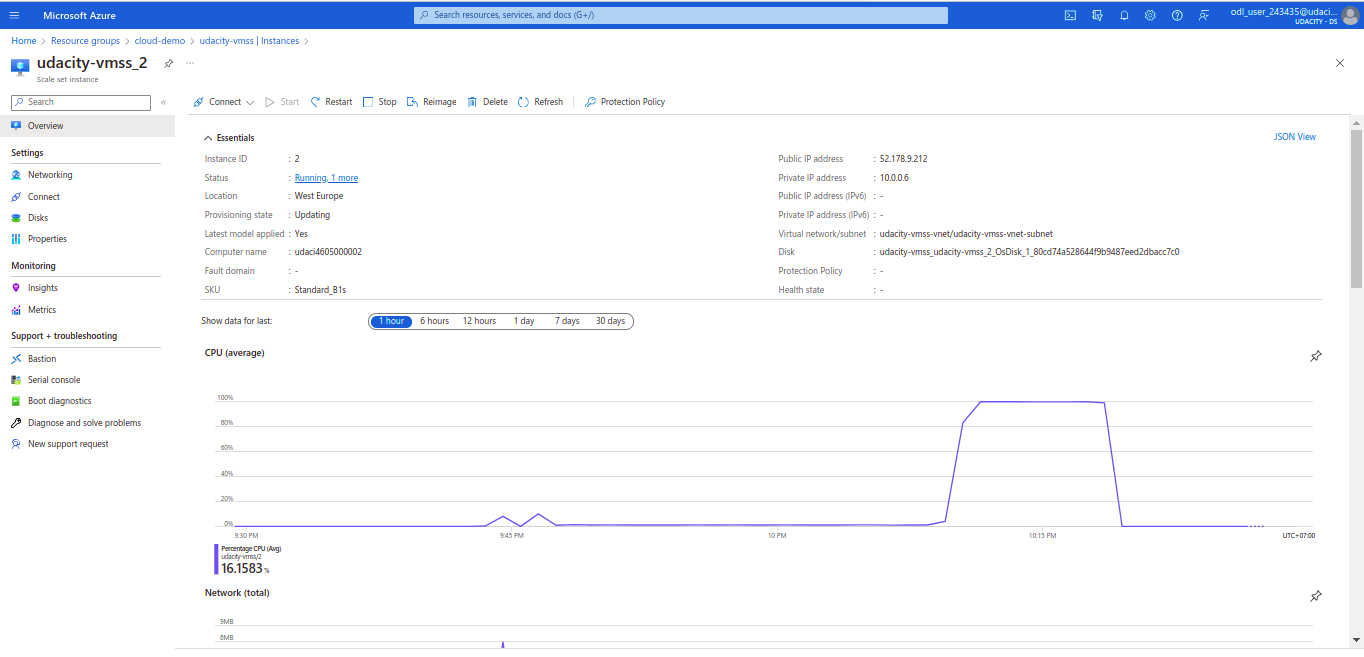 Microsoft Azure
Search resources, services, and docs (G+/)
odl_user_243435@udaci...
UDACITY - DS
Home > Resource groups > cloud-demo > udacity-vmss | Instances >
udacity-vmss_2
Scale set instance
Search
Connect Start Restart Stop Reimage Delete Refresh Protection Policy
Overview
Settings
Networking
Connect
Disks
Properties
Monitoring
Insights
Metrics
Support + troubleshooting
Bastion
Serial console
Boot diagnostics
Diagnose and solve problems
New support request
Essentials
JSON View
Instance ID : 2
Status : Running, 1 more
Location : West Europe
Provisioning state : Updating
Latest model applied : Yes
Computer name : udaci4605000002
Fault domain : -
SKU : Standard_B1s
Public IP address : 52.178.9.212
Private IP address : 10.0.0.6
Public IP address (IPv6) : -
Private IP address (IPv6) : -
Virtual network/subnet : udacity-vmss-vnet/udacity-vmss-vnet-subnet
Disk : udacity-vmss_udacity-vmss_2_OsDisk_1_80cd74a528644f9b9487eed2dbacc7c0
Protection Policy : -
Health state : -
Show data for last: 1 hour 6 hours 12 hours 1 day 7 days 30 days
CPU (average)
100%
80%
60%
40%
20%
0%
9:30 PM 9:45 PM 10 PM 10:15 PM UTC+07:00
Percentage CPU (Avg)
udacity-vmss/2
16.1583 %
Network (total)
9MB
8MB